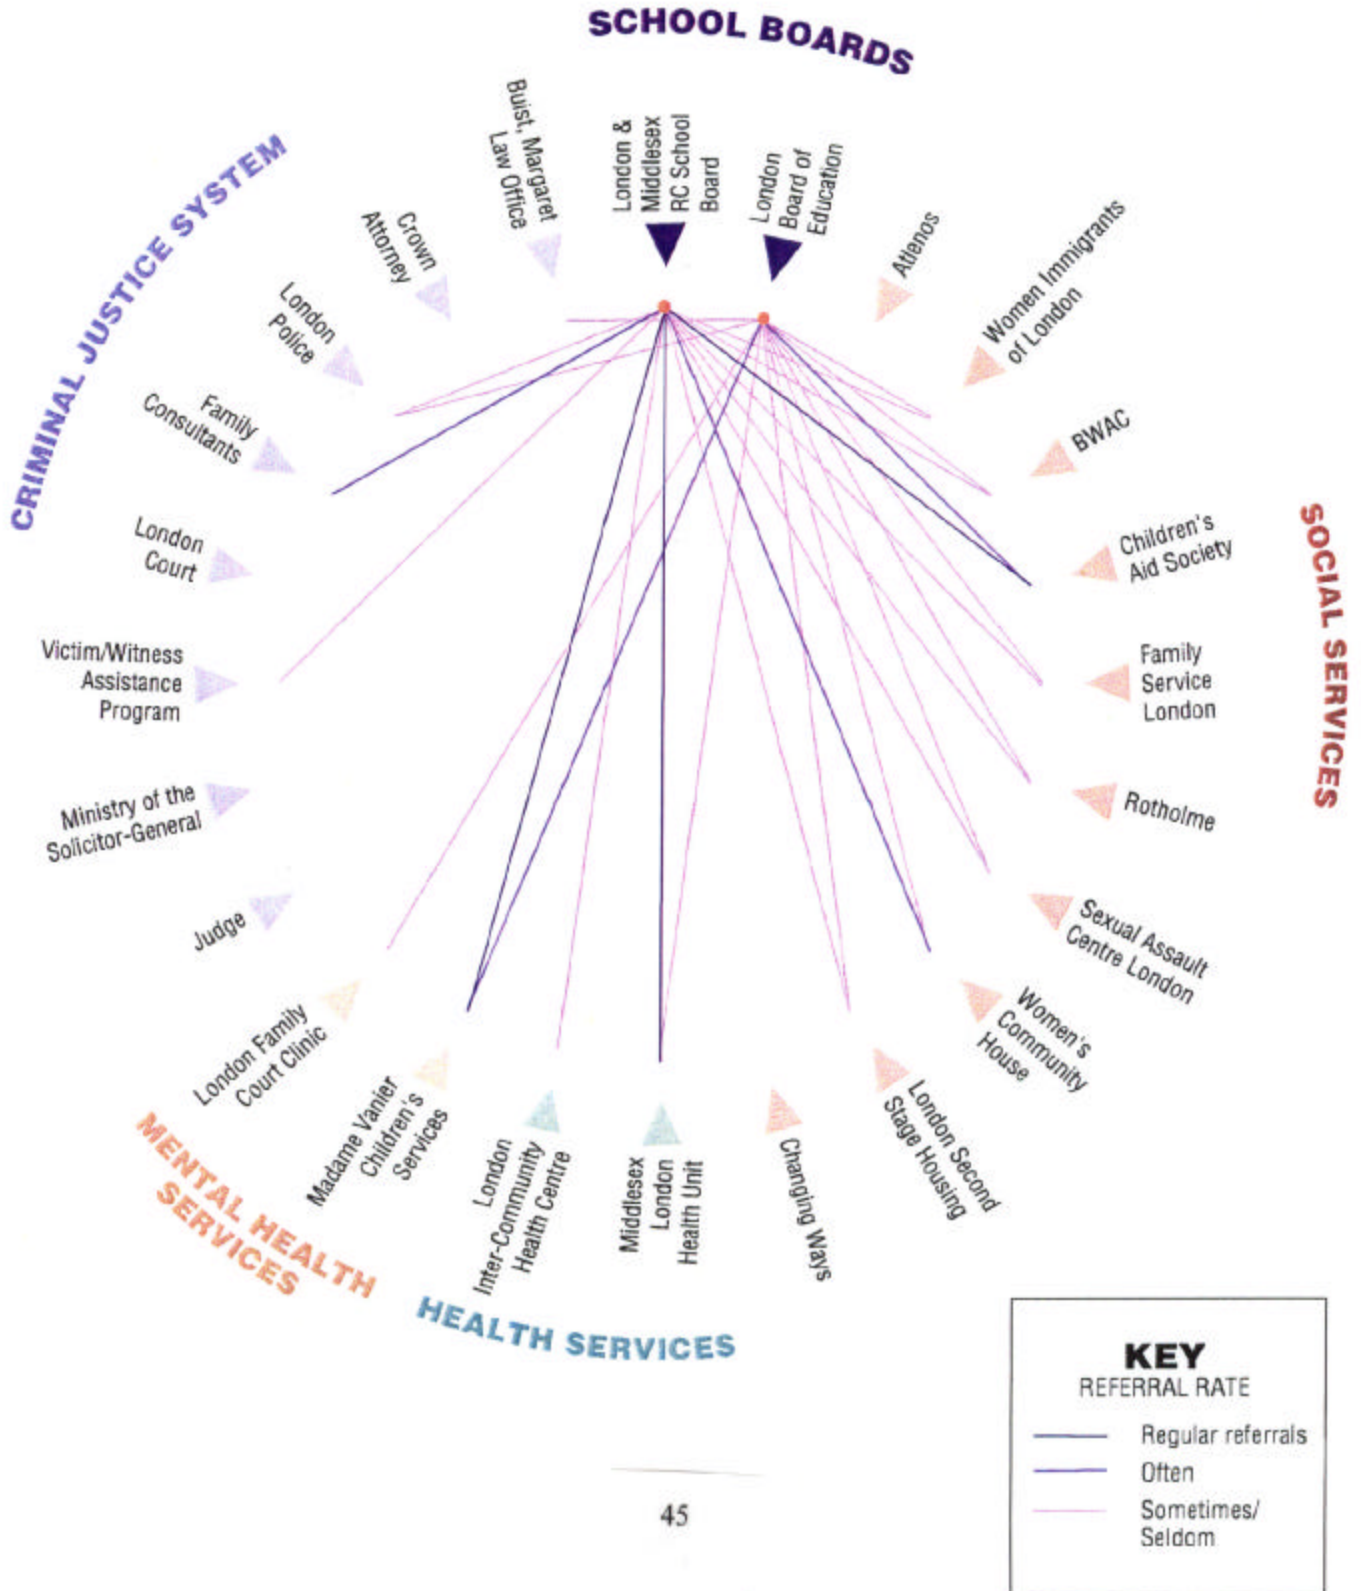 SCHOOL BOARDS
Buist, Margaret
Law Office
London &
Middlesex
RC School
Board
London
Board of
Education
Atlenos
Women Immigrants
of London
BWAC
SOCIAL SERVICES
Children's
Aid Society
Family
Service
London
Rotholme
Sexual Assault
Centre London
Women's
Community
House
London Second
Stage Housing
Changing Ways
Middlesex
London
Health Unit
London
Inter-Community
Health Centre
HEALTH SERVICES
Madame Vanier
Children's
Services
London Family
Court Clinic
MENTAL HEALTH
SERVICES
Judge
Ministry of the
Solicitor-General
Victim/Witness
Assistance
Program
London
Court
Family
Consultants
London
Police
Crown
Attorney
CRIMINAL JUSTICE SYSTEM
KEY
REFERRAL RATE
Regular referrals
Often
Sometimes/
Seldom
45